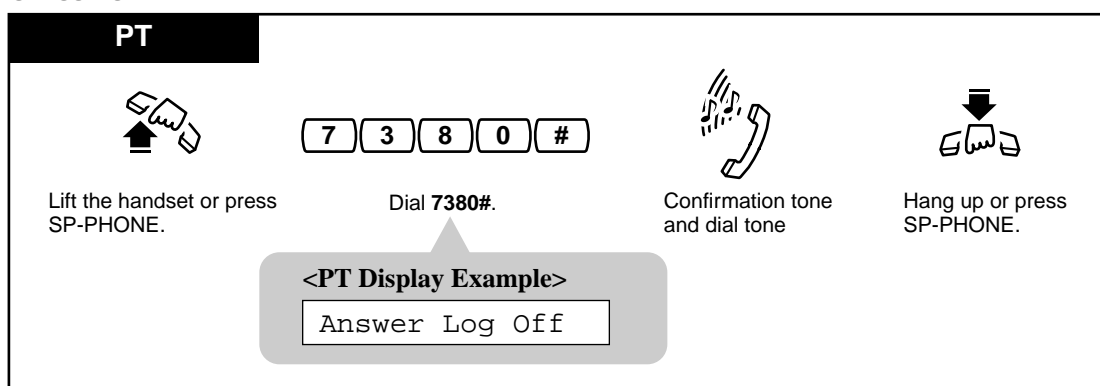 PT
7 3 8 0 #
Lift the handset or press
SP-PHONE.
Dial 7380#.
Confirmation tone
and dial tone
Hang up or press
SP-PHONE.
<PT Display Example>
Answer Log Off